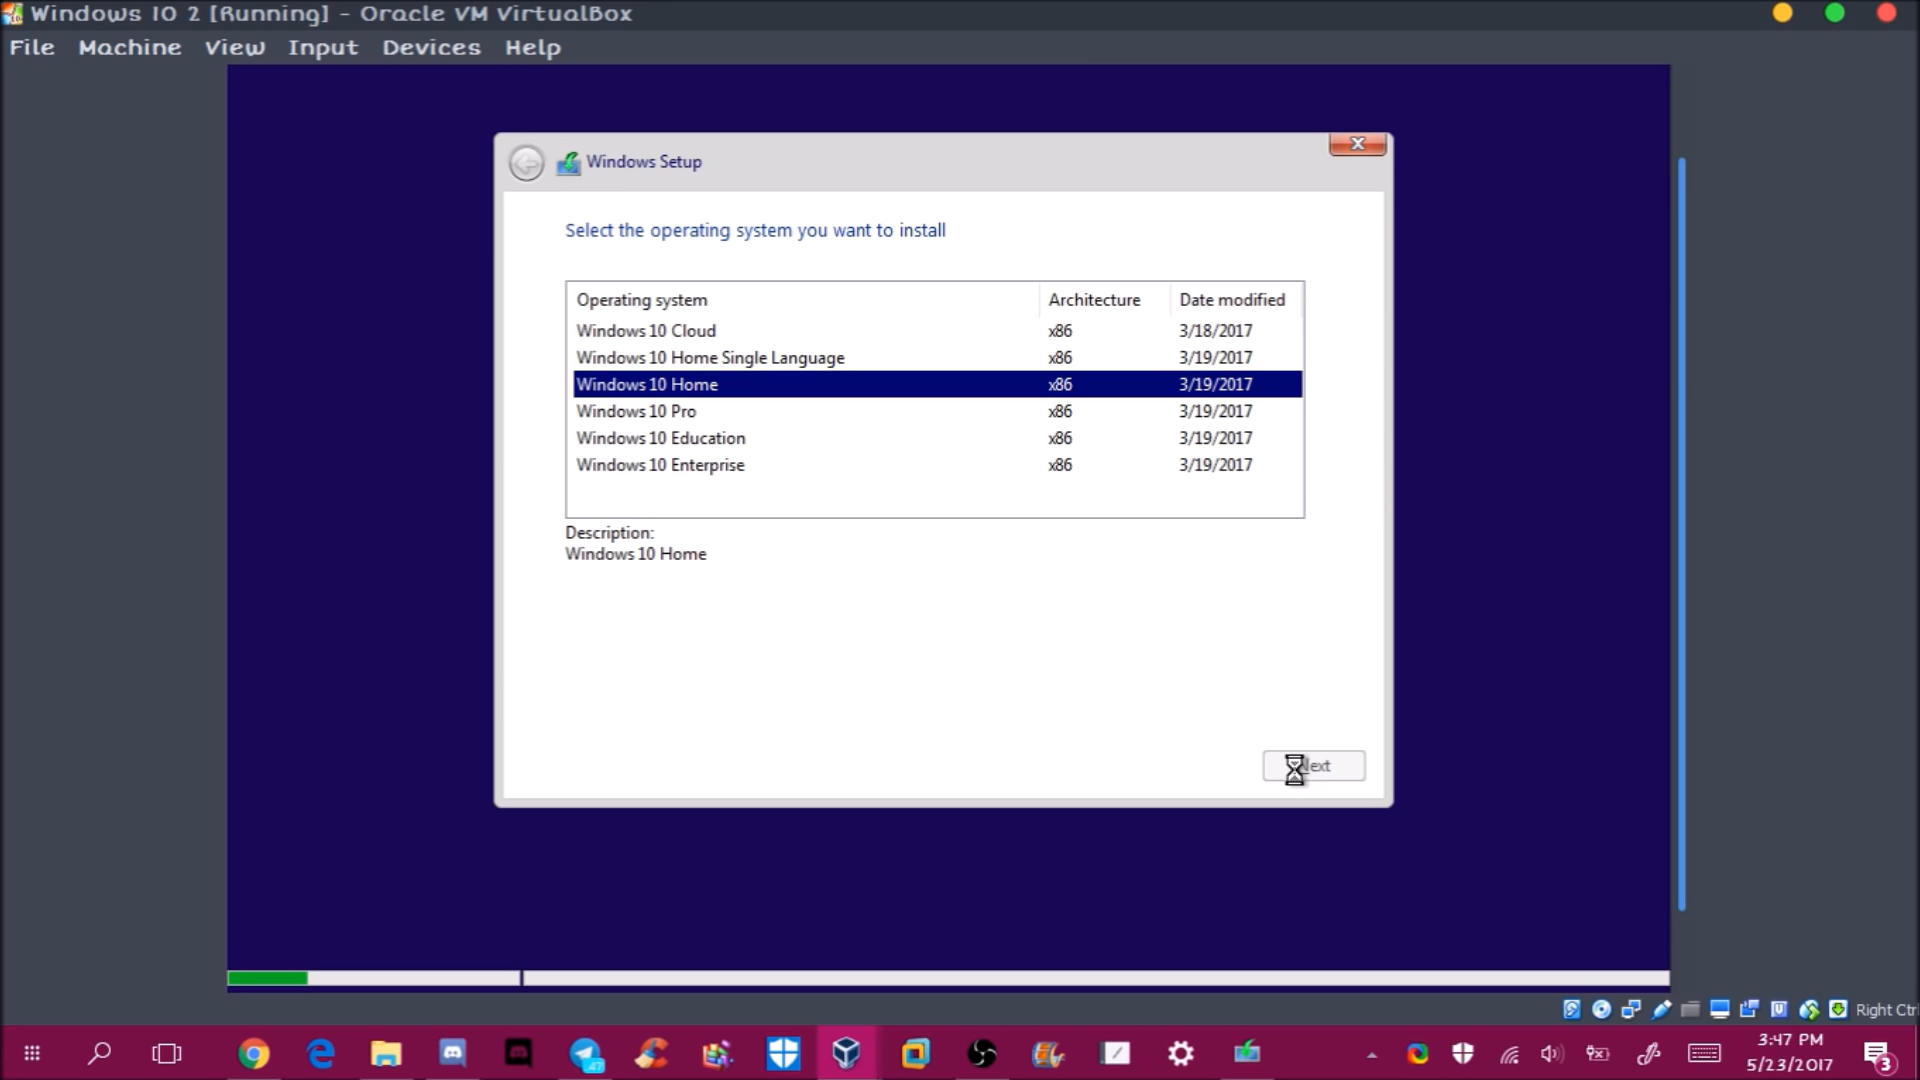 Windows 10 2 [Running] - Oracle VM VirtualBox
File Machine View Input Devices Help
Windows Setup
Select the operating system you want to install
Operating system Architecture Date modified
Windows 10 Cloud x86 3/18/2017
Windows 10 Home Single Language x86 3/19/2017
Windows 10 Home x86 3/19/2017
Windows 10 Pro x86 3/19/2017
Windows 10 Education x86 3/19/2017
Windows 10 Enterprise x86 3/19/2017
Description:
Windows 10 Home
Next
Right Ctr
3:47 PM
5/23/2017
3